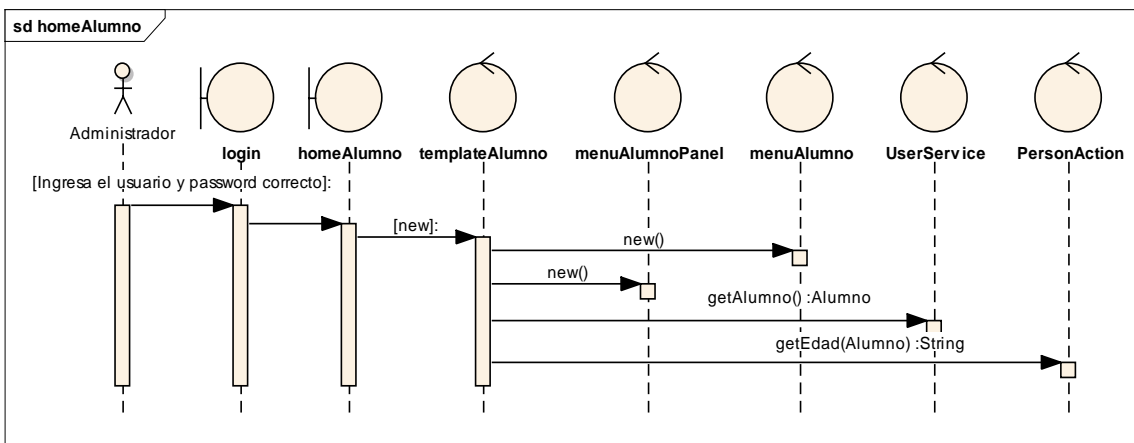 sd homeAlumno
Administrador
login
homeAlumno
templateAlumno
menuAlumnoPanel
menuAlumno
UserService
PersonAction
[Ingresa el usuario y password correcto]:
[new]:
new()
new()
getAlumno() :Alumno
getEdad(Alumno) :String